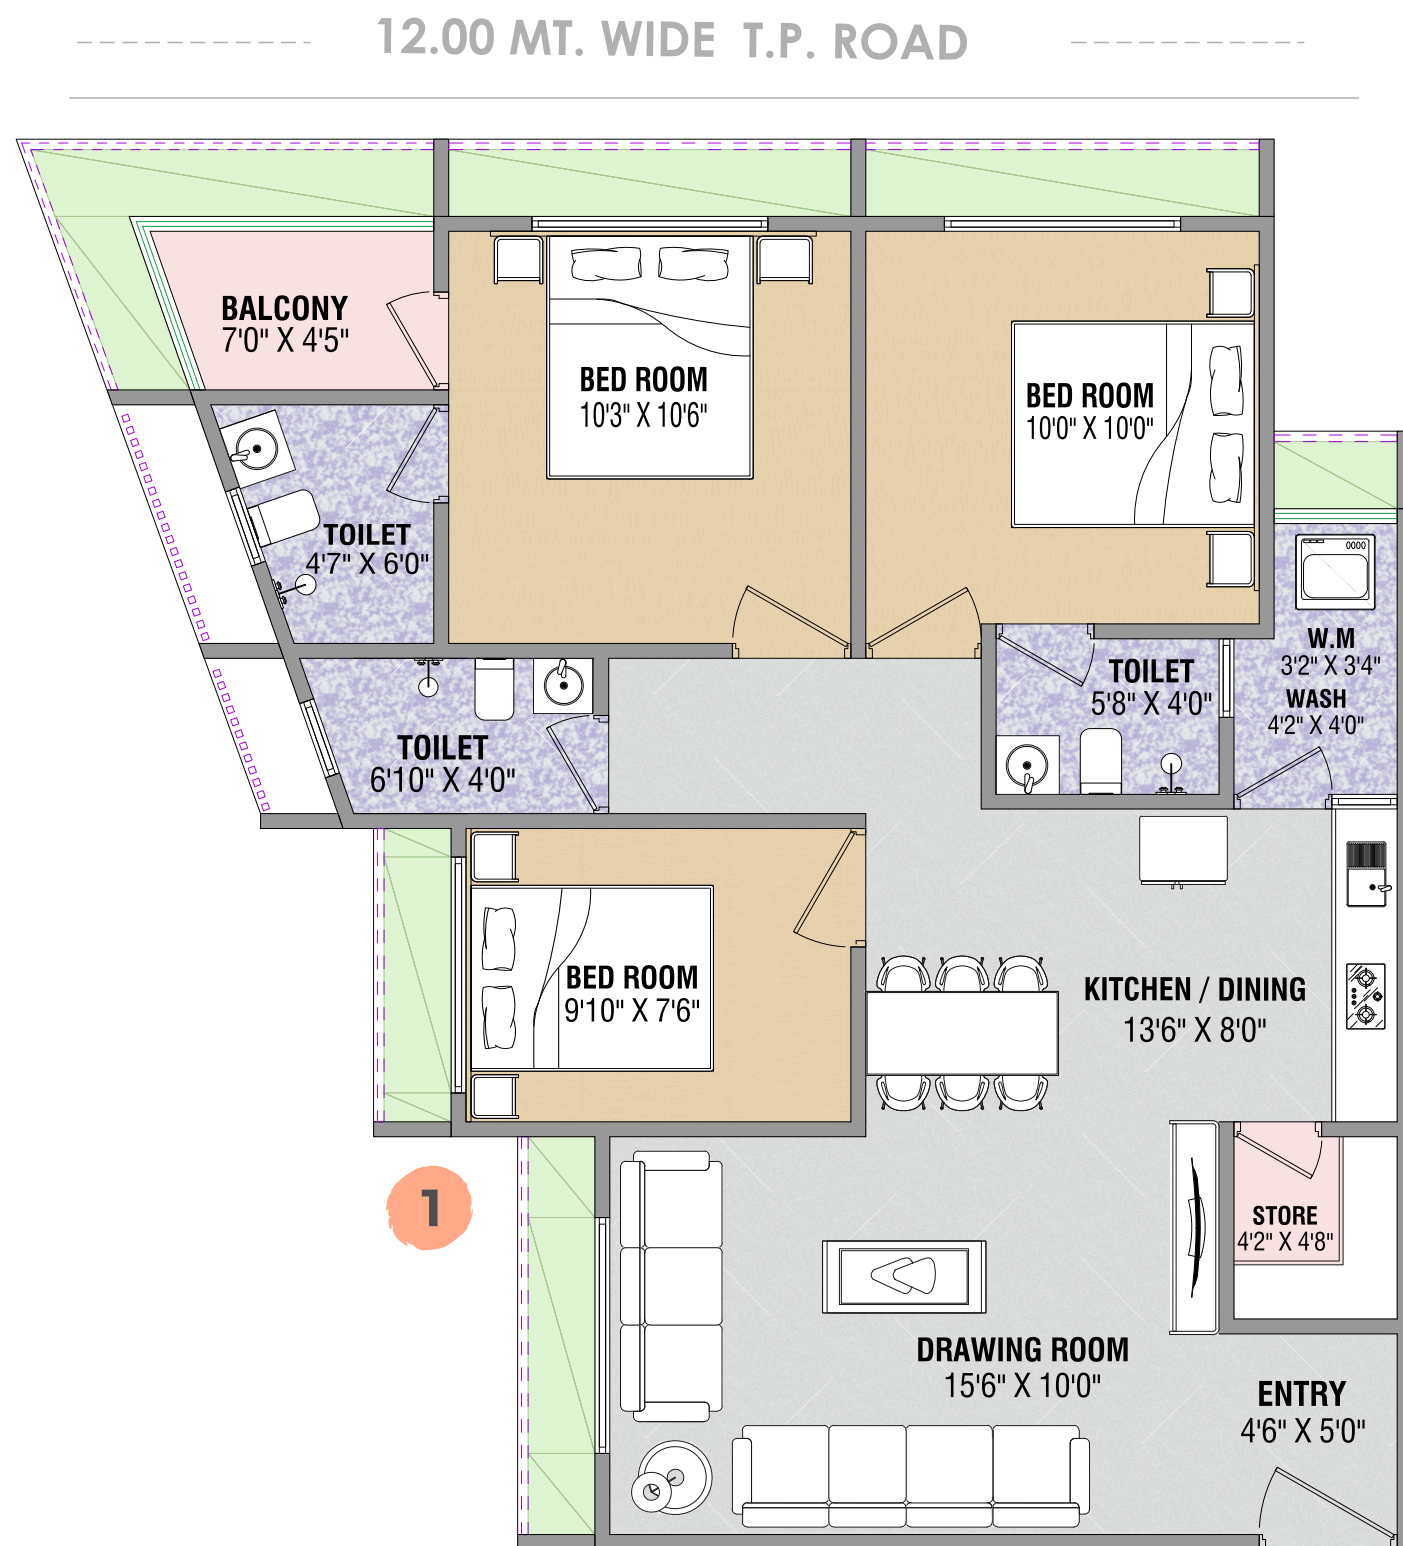 12.00 MT. WIDE T.P. ROAD
BALCONY
7'0" X 4'5"
BED ROOM
10'3" X 10'6"
BED ROOM
10'0" X 10'0"
TOILET
4'7" X 6'0"
W.M
3'2" X 3'4"
WASH
4'2" X 4'0"
TOILET
5'8" X 4'0"
TOILET
6'10" X 4'0"
BED ROOM
9'10" X 7'6"
KITCHEN / DINING
13'6" X 8'0"
1
STORE
4'2" X 4'8"
DRAWING ROOM
15'6" X 10'0"
ENTRY
4'6" X 5'0"